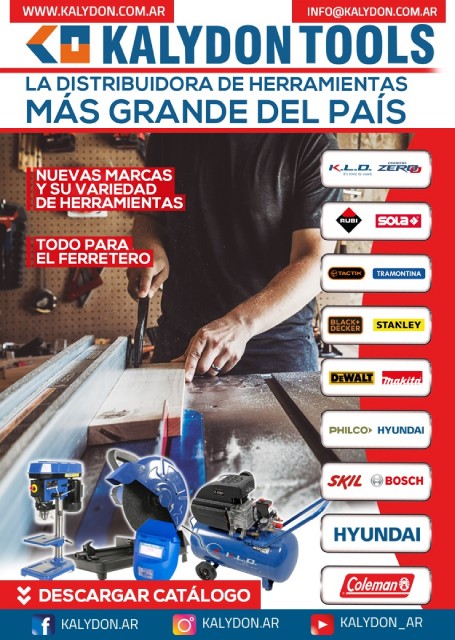 WWW.KALYDON.COM.AR
INFO@KALYDON.COM.AR
KALYDON TOOLS
LA DISTRIBUIDORA DE HERRAMIENTAS
MÁS GRANDE DEL PAÍS
NUEVAS MARCAS
Y SU VARIEDAD
DE HERRAMIENTAS
TODO PARA
EL FERRETERO
K.L.D. ZERO
RUBI SOLA
TACTIX TRAMONTINA
BLACK+
DECKER STANLEY
DEWALT makita
PHILCO HYUNDAI
SKIL BOSCH
HYUNDAI
Coleman
K.L.D.
DESCARGAR CATÁLOGO
KALYDON.AR
KALYDON.AR
KALYDON_AR